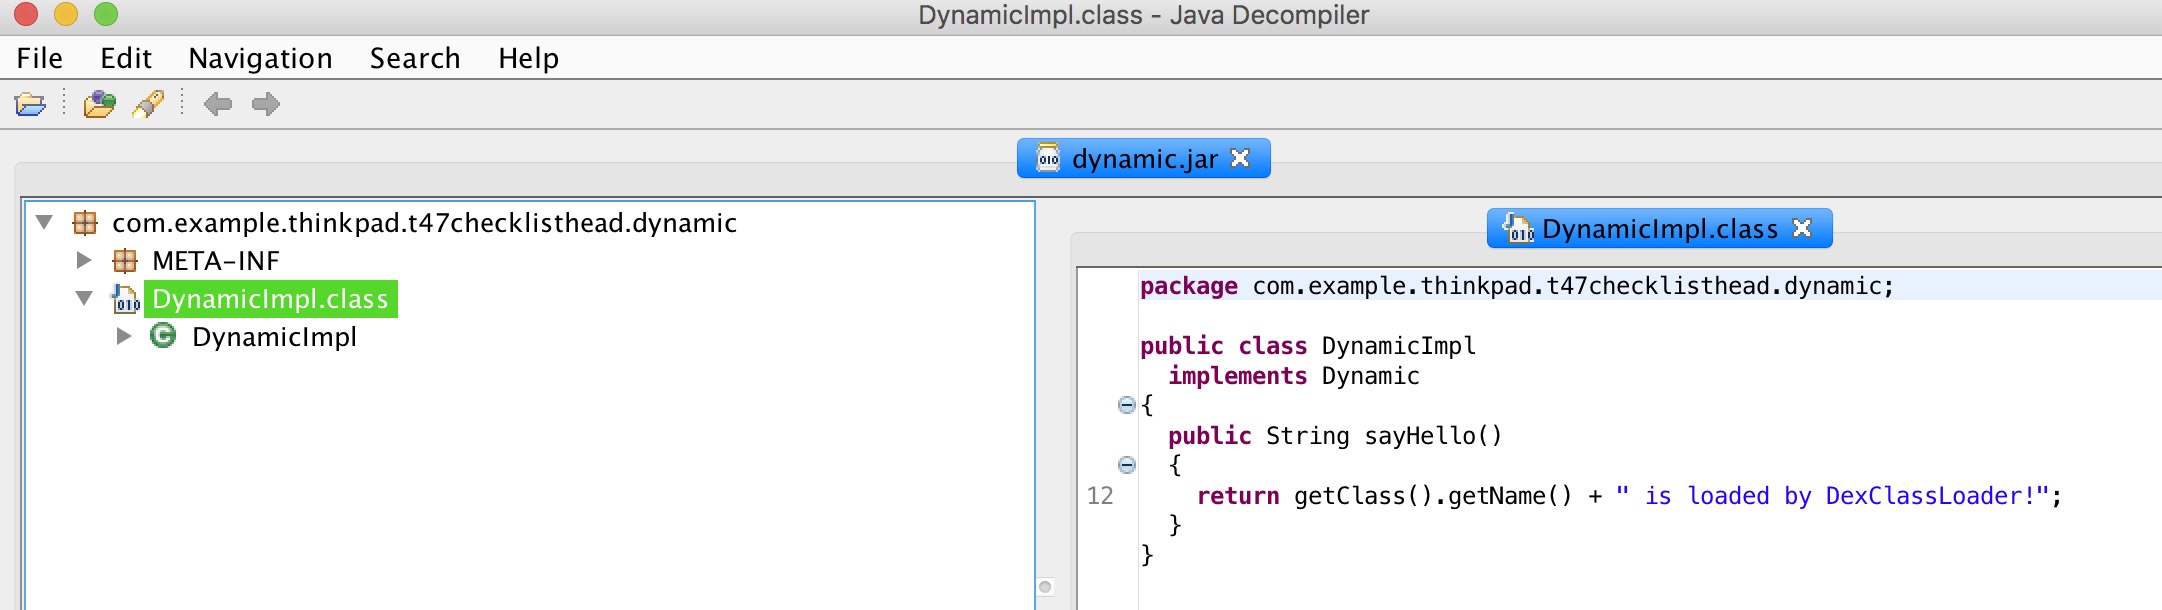 DynamicImpl.class - Java Decompiler
File Edit Navigation Search Help
dynamic.jar
com.example.thinkpad.t47checklisthead.dynamic
META-INF
DynamicImpl.class
DynamicImpl
DynamicImpl.class
package com.example.thinkpad.t47checklisthead.dynamic;
public class DynamicImpl
implements Dynamic
{
public String sayHello()
{
12 return getClass().getName() + " is loaded by DexClassLoader!";
}
}